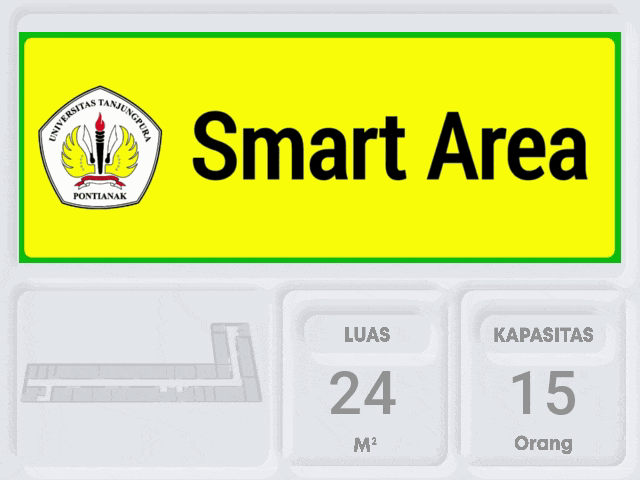 UNIVERSITAS TANJUNGPURA
PONTIANAK
Smart Area
LUAS
24
M²
KAPASITAS
15
Orang